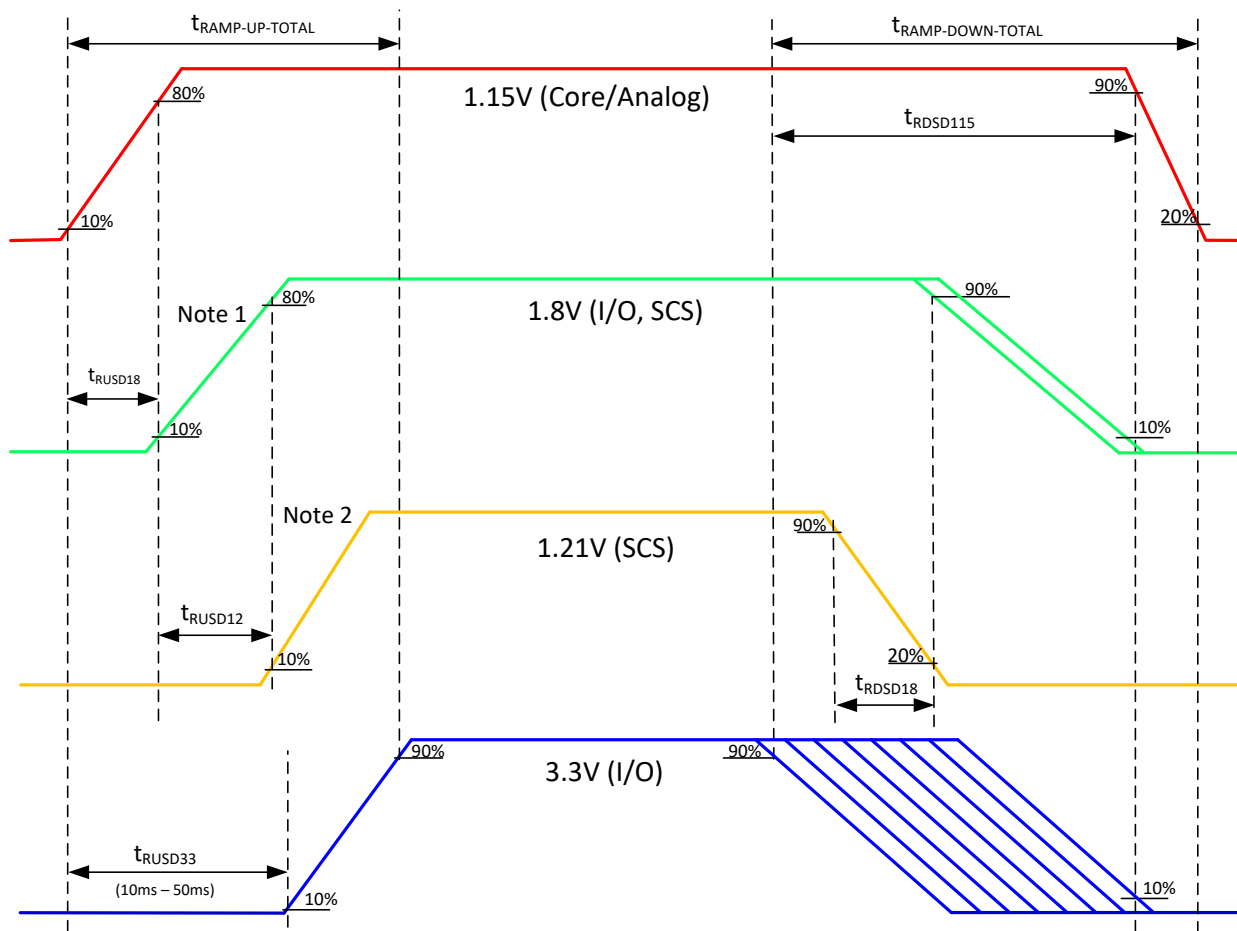 tRAMP-UP-TOTAL
tRAMP-DOWN-TOTAL
80%
1.15V (Core/Analog)
90%
tRDSD115
10%
20%
Note 1
80%
1.8V (I/O, SCS)
90%
tRUSD18
10%
10%
Note 2
90%
1.21V (SCS)
tRUSD12
10%
20%
tRDSD18
90%
90%
3.3V (I/O)
tRUSD33
(10ms – 50ms)
10%
10%